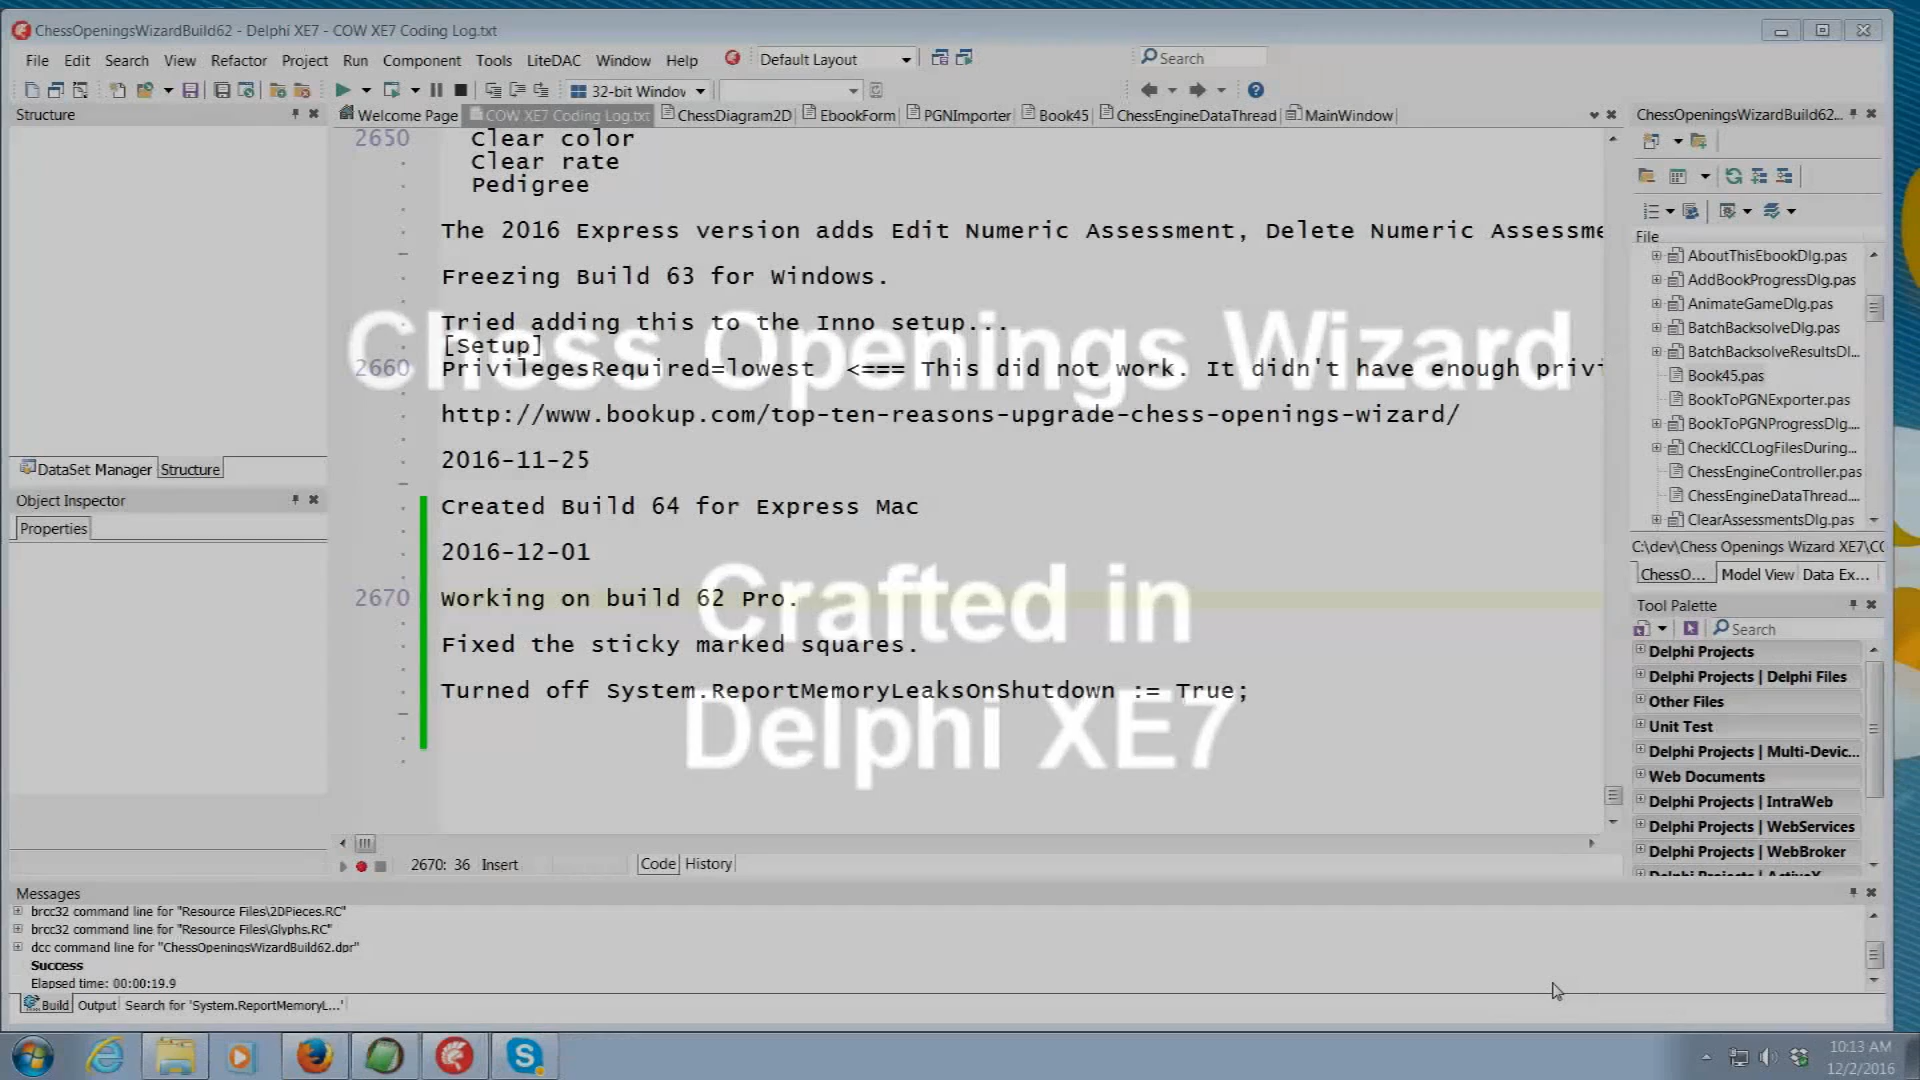 ChessOpeningsWizardBuild62 - Delphi XE7 - COW XE7 Coding Log.txt
File Edit Search View Refactor Project Run Component Tools LiteDAC Window Help Default Layout Search
32-bit Window
Structure Welcome Page COW XE7 Coding Log.txt ChessDiagram2D EbookForm PGNImporter Book45 ChessEngineDataThread MainWindow ChessOpeningsWizardBuild62...
2650 Clear color
Clear rate
Pedigree
The 2016 Express version adds Edit Numeric Assessment, Delete Numeric Assessme
Freezing Build 63 for Windows.
Tried adding this to the Inno setup...
[Setup]
2660 PrivilegesRequired=lowest <=== This did not work. It didn't have enough privi
http://www.bookup.com/top-ten-reasons-upgrade-chess-openings-wizard/
2016-11-25
Created Build 64 for Express Mac
2016-12-01
2670 Working on build 62 Pro.
Fixed the sticky marked squares.
Turned off System.ReportMemoryLeaksOnShutdown := True;
Chess Openings Wizard
Crafted in
Delphi XE7
DataSet Manager Structure
Object Inspector
Properties
File
AboutThisEbookDlg.pas
AddBookProgressDlg.pas
AnimateGameDlg.pas
BatchBacksolveDlg.pas
BatchBacksolveResultsDl...
Book45.pas
BookToPGNExporter.pas
BookToPGNProgressDlg....
CheckICCLogFilesDuring...
ChessEngineController.pas
ChessEngineDataThread....
ClearAssessmentsDlg.pas
C:\dev\Chess Openings Wizard XE7\CO
ChessO... Model View Data Ex...
Tool Palette
Search
Delphi Projects
Delphi Projects | Delphi Files
Other Files
Unit Test
Delphi Projects | Multi-Devic...
Web Documents
Delphi Projects | IntraWeb
Delphi Projects | WebServices
Delphi Projects | WebBroker
Delphi Projects | ActiveX
2670: 36 Insert Code History
Messages
brcc32 command line for "Resource Files\2DPieces.RC"
brcc32 command line for "Resource Files\Glyphs.RC"
dcc command line for "ChessOpeningsWizardBuild62.dpr"
Success
Elapsed time: 00:00:19.9
Build Output Search for 'System.ReportMemoryL...'
10:13 AM
12/2/2016